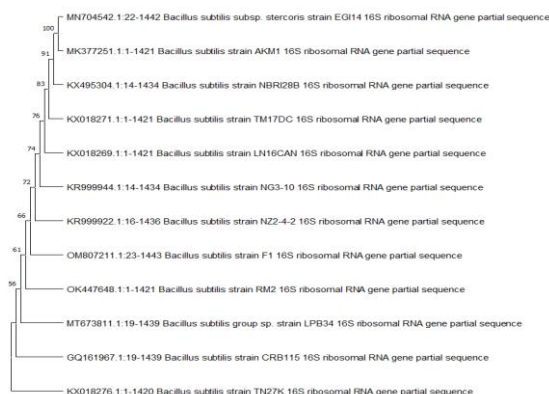 MN704542.1:22-1442 Bacillus subtilis subsp. stercoris strain EGI14 16S ribosomal RNA gene partial sequence
100
MK377251.1:1-1421 Bacillus subtilis strain AKM1 16S ribosomal RNA gene partial sequence
91
KX495304.1:14-1434 Bacillus subtilis strain NBRI28B 16S ribosomal RNA gene partial sequence
83
KX018271.1:1-1421 Bacillus subtilis strain TM17DC 16S ribosomal RNA gene partial sequence
76
KX018269.1:1-1421 Bacillus subtilis strain LN16CAN 16S ribosomal RNA gene partial sequence
74
KR999944.1:14-1434 Bacillus subtilis strain NG3-10 16S ribosomal RNA gene partial sequence
72
KR999922.1:16-1436 Bacillus subtilis strain NZ2-4-2 16S ribosomal RNA gene partial sequence
66
OM807211.1:23-1443 Bacillus subtilis strain F1 16S ribosomal RNA gene partial sequence
61
OK447648.1:1-1421 Bacillus subtilis strain RM2 16S ribosomal RNA gene partial sequence
56
MT673811.1:19-1439 Bacillus subtilis group sp. strain LPB34 16S ribosomal RNA gene partial sequence
GQ161967.1:19-1439 Bacillus subtilis strain CRB115 16S ribosomal RNA gene partial sequence
KX018276.1:1-1420 Bacillus subtilis strain TN27K 16S ribosomal RNA gene partial sequence